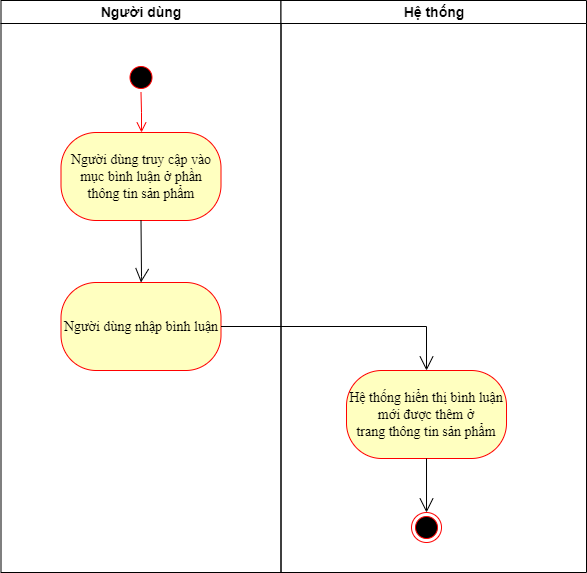 Người dùng
Hệ thống
Người dùng truy cập vào
mục bình luận ở phần
thông tin sản phẩm
Người dùng nhập bình luận
Hệ thống hiển thị bình luận
mới được thêm ở
trang thông tin sản phẩm